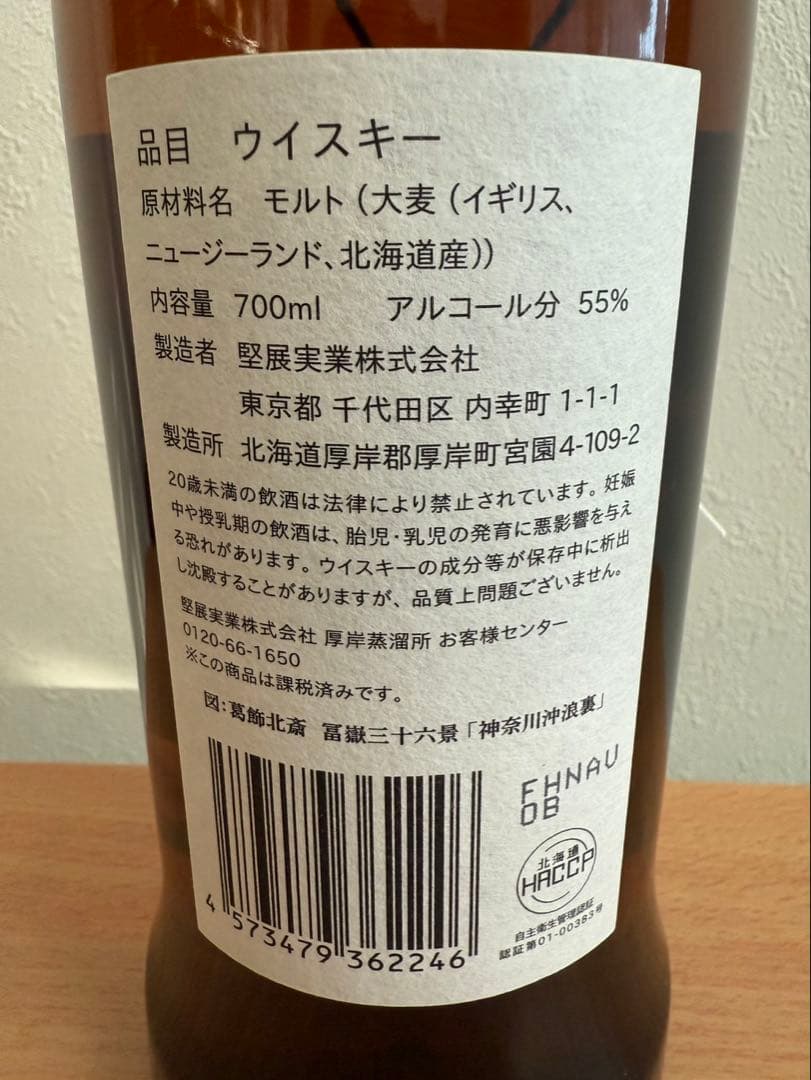 品目 ウイスキー
原材料名 モルト（大麦（イギリス、
ニュージーランド、北海道産））
内容量 700ml アルコール分 55%
製造者 堅展実業株式会社
東京都 千代田区 内幸町 1-1-1
製造所 北海道厚岸郡厚岸町宮園4-109-2
20歳未満の飲酒は法律により禁止されています。妊娠
中や授乳期の飲酒は、胎児・乳児の発育に悪影響を与え
る恐れがあります。ウイスキーの成分等が保存中に析出
し沈殿することがありますが、品質上問題ございません。
堅展実業株式会社 厚岸蒸溜所 お客様センター
0120-66-1650
※この商品は課税済みです。
図：葛飾北斎 冨嶽三十六景「神奈川沖浪裏」
FHNAU
OB
北海道
HACCP
自主衛生管理認証
認証第01-00383号
4 573479 362246